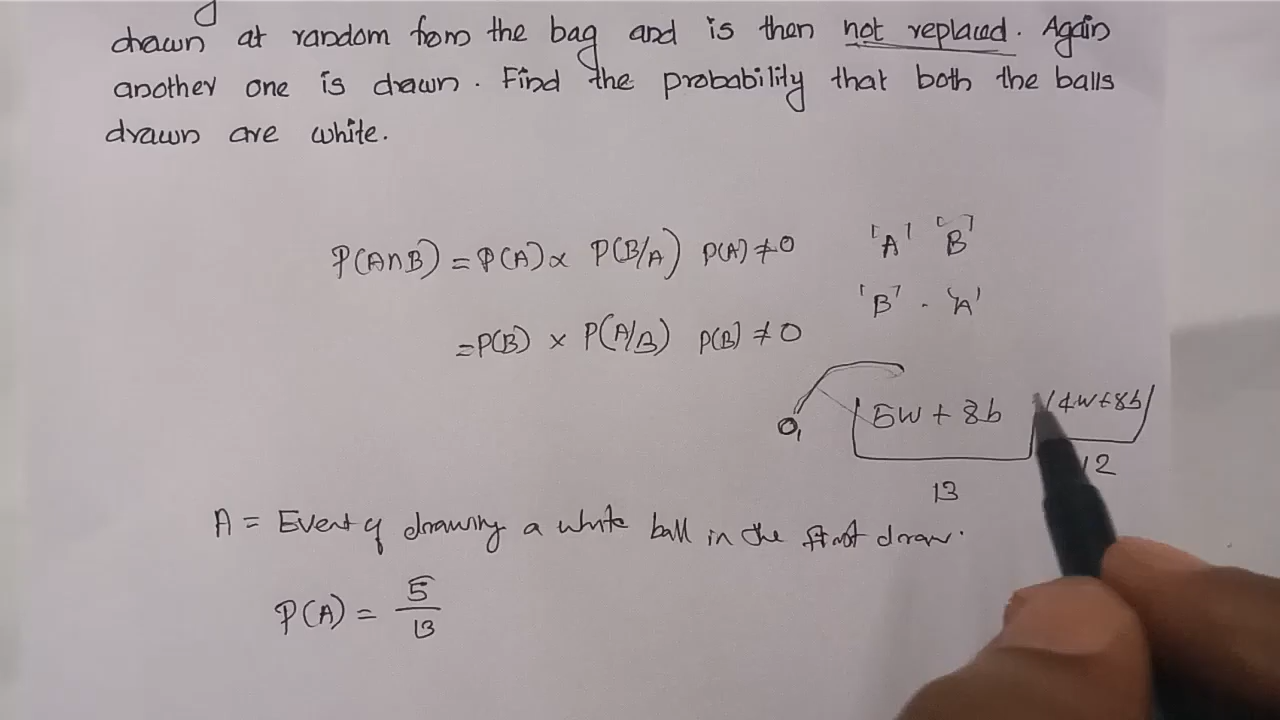 drawn at random from the bag and is then not replaced. Again
another one is drawn. Find the probability that both the balls
drawn are white.
P(A∩B) = P(A) × P(B/A) P(A) ≠ 0 "A" "B"
"B" - "A"
= P(B) × P(A/B) P(B) ≠ 0
5W + 8b 4W + 8b
13 12
A = Event of drawing a white ball in the first draw.
P(A) = 5/13